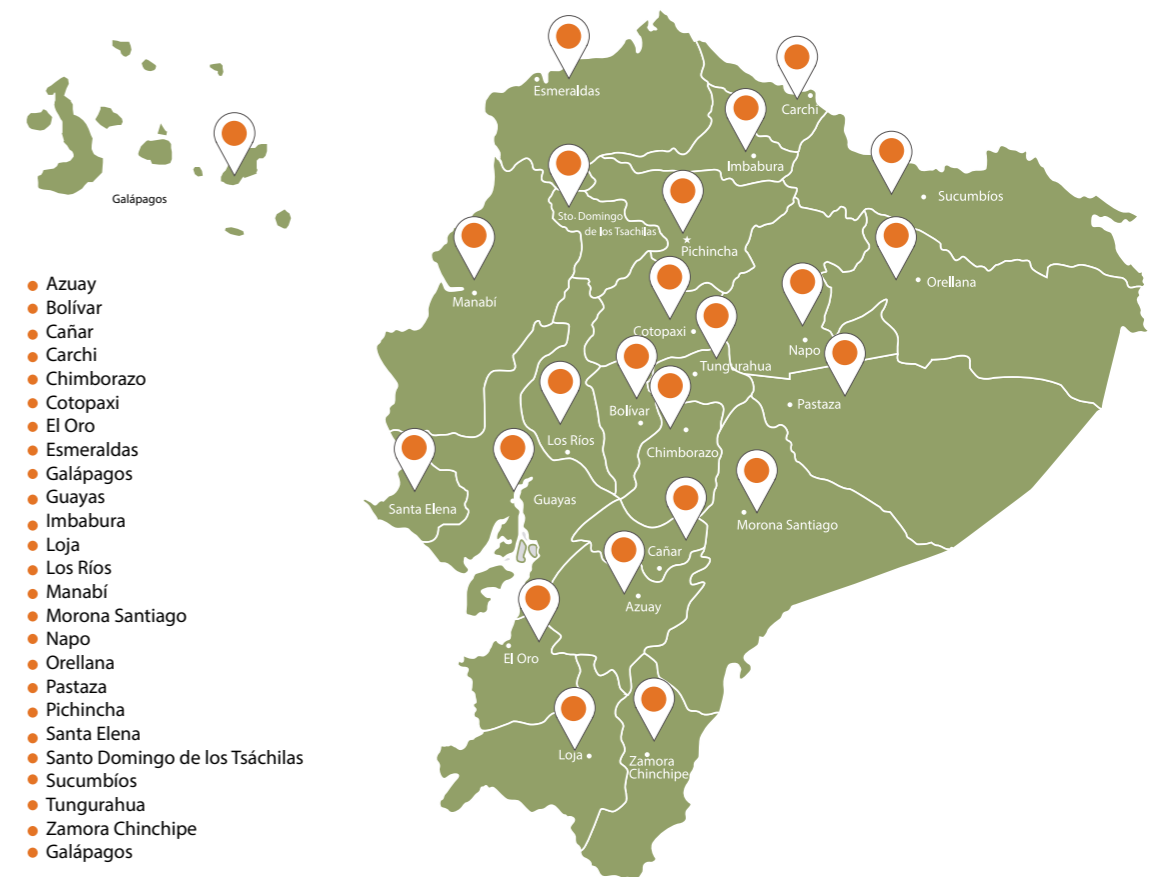 Esmeraldas
Carchi
Imbabura
Galápagos
Sucumbíos
Sto. Domingo
de los Tsachilas
Pichincha
Manabí
Orellana
Cotopaxi
Napo
Tungurahua
Pastaza
Bolívar
Los Ríos
Chimborazo
Santa Elena
Guayas
Morona Santiago
Cañar
Azuay
El Oro
Loja
Zamora
Chinchipe
Azuay
Bolívar
Cañar
Carchi
Chimborazo
Cotopaxi
El Oro
Esmeraldas
Galápagos
Guayas
Imbabura
Loja
Los Ríos
Manabí
Morona Santiago
Napo
Orellana
Pastaza
Pichincha
Santa Elena
Santo Domingo de los Tsáchilas
Sucumbíos
Tungurahua
Zamora Chinchipe
Galápagos